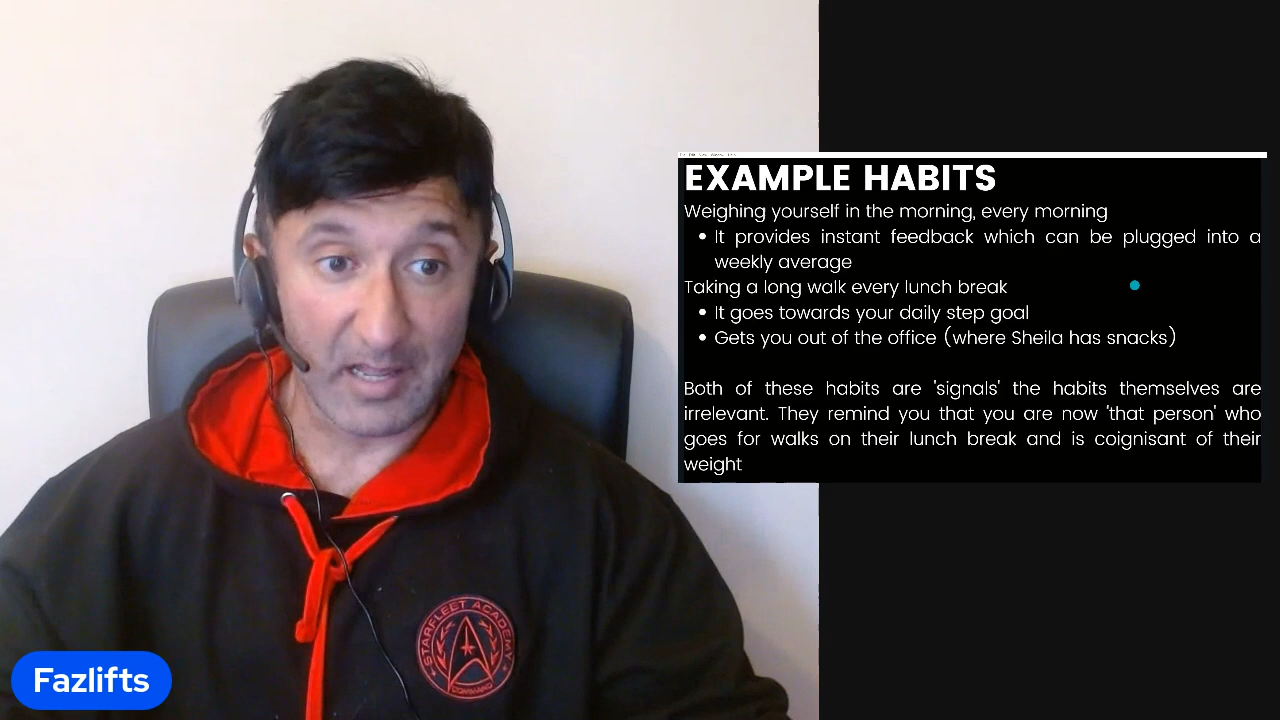 EXAMPLE HABITS
Weighing yourself in the morning, every morning
• It provides instant feedback which can be plugged into a
weekly average
Taking a long walk every lunch break
• It goes towards your daily step goal
• Gets you out of the office (where Sheila has snacks)
Both of these habits are 'signals' the habits themselves are
irrelevant. They remind you that you are now 'that person' who
goes for walks on their lunch break and is coignisant of their
weight
STARFLEET ACADEMY
COMMAND
Fazlifts